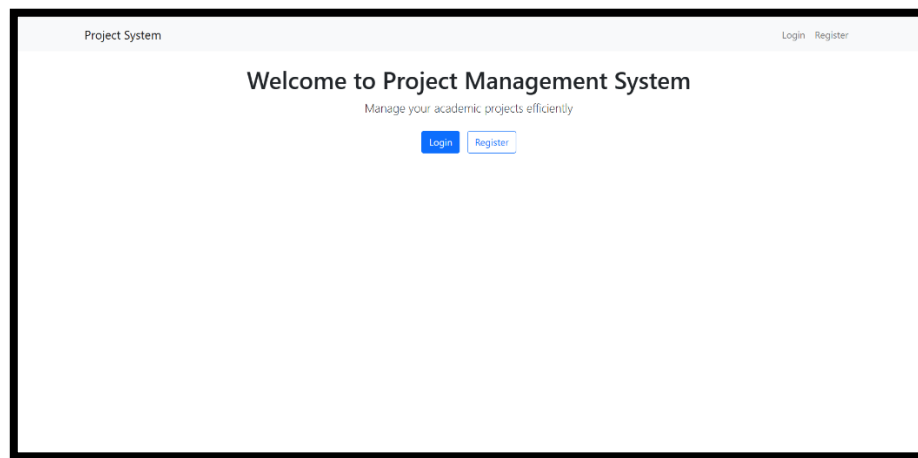 Project System
Login Register
Welcome to Project Management System
Manage your academic projects efficiently
Login Register